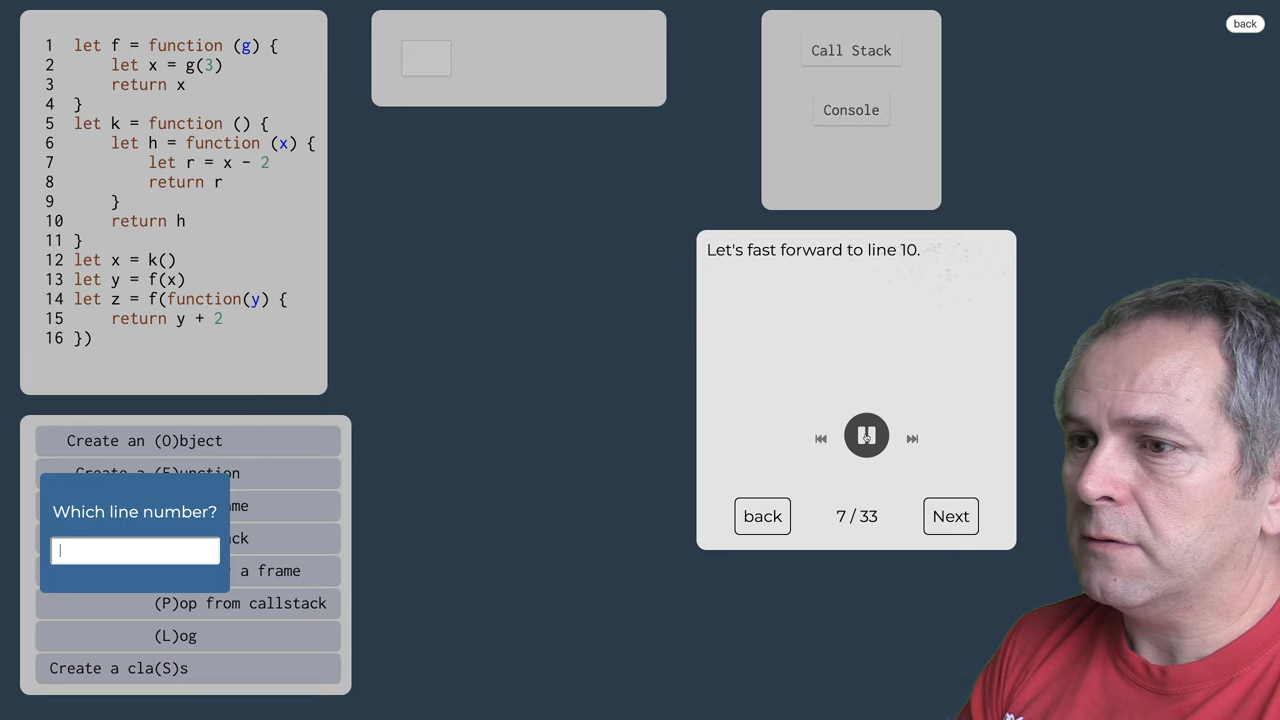 back
1 let f = function (g) {
2 let x = g(3)
3 return x
4 }
5 let k = function () {
6 let h = function (x) {
7 let r = x - 2
8 return r
9 }
10 return h
11 }
12 let x = k()
13 let y = f(x)
14 let z = f(function(y) {
15 return y + 2
16 })
Call Stack
Console
Let's fast forward to line 10.
back 7 / 33 Next
Create an (O)bject
Which line number?
a frame
(P)op from callstack
(L)og
Create a cla(S)s